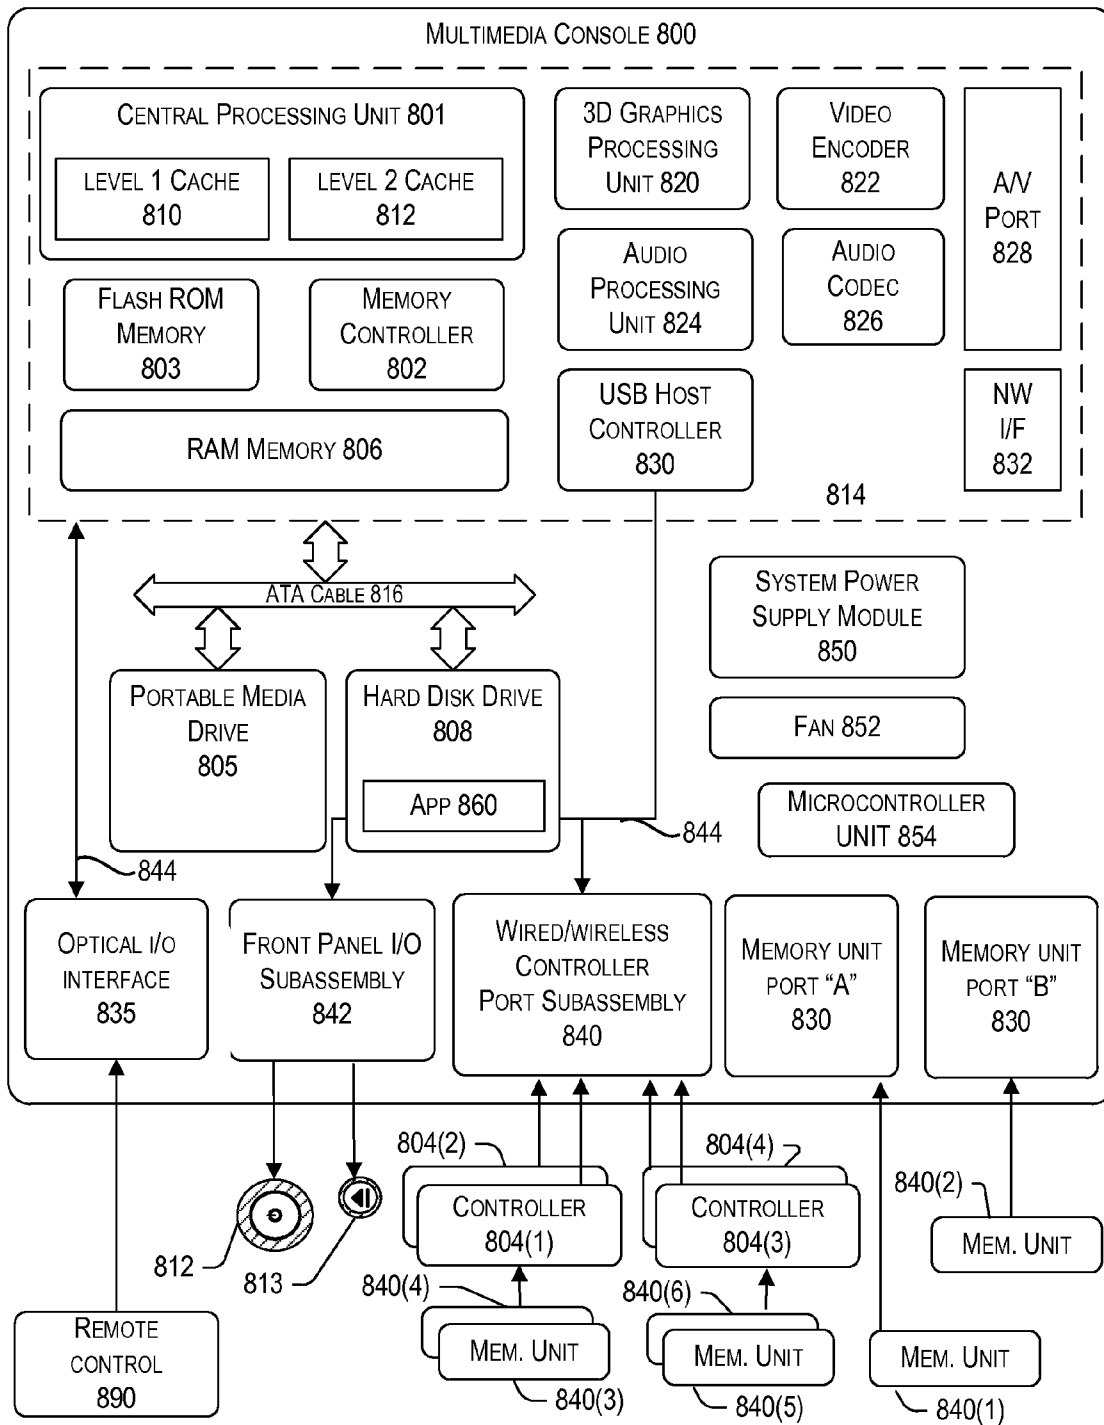 MULTIMEDIA CONSOLE 800
CENTRAL PROCESSING UNIT 801
LEVEL 1 CACHE
810
LEVEL 2 CACHE
812
3D GRAPHICS
PROCESSING
UNIT 820
VIDEO
ENCODER
822
A/V
PORT
828
AUDIO
PROCESSING
UNIT 824
AUDIO
CODEC
826
FLASH ROM
MEMORY
803
MEMORY
CONTROLLER
802
USB HOST
CONTROLLER
830
NW
I/F
832
RAM MEMORY 806
814
ATA CABLE 816
SYSTEM POWER
SUPPLY MODULE
850
PORTABLE MEDIA
DRIVE
805
HARD DISK DRIVE
808
APP 860
FAN 852
MICROCONTROLLER
UNIT 854
844
844
OPTICAL I/O
INTERFACE
835
FRONT PANEL I/O
SUBASSEMBLY
842
WIRED/WIRELESS
CONTROLLER
PORT SUBASSEMBLY
840
MEMORY UNIT
PORT “A”
830
MEMORY UNIT
PORT “B”
830
804(2)
804(4)
CONTROLLER
804(1)
CONTROLLER
804(3)
840(2)
MEM. UNIT
812
813
840(4)
840(6)
REMOTE
CONTROL
890
MEM. UNIT
MEM. UNIT
MEM. UNIT
840(3)
840(5)
840(1)